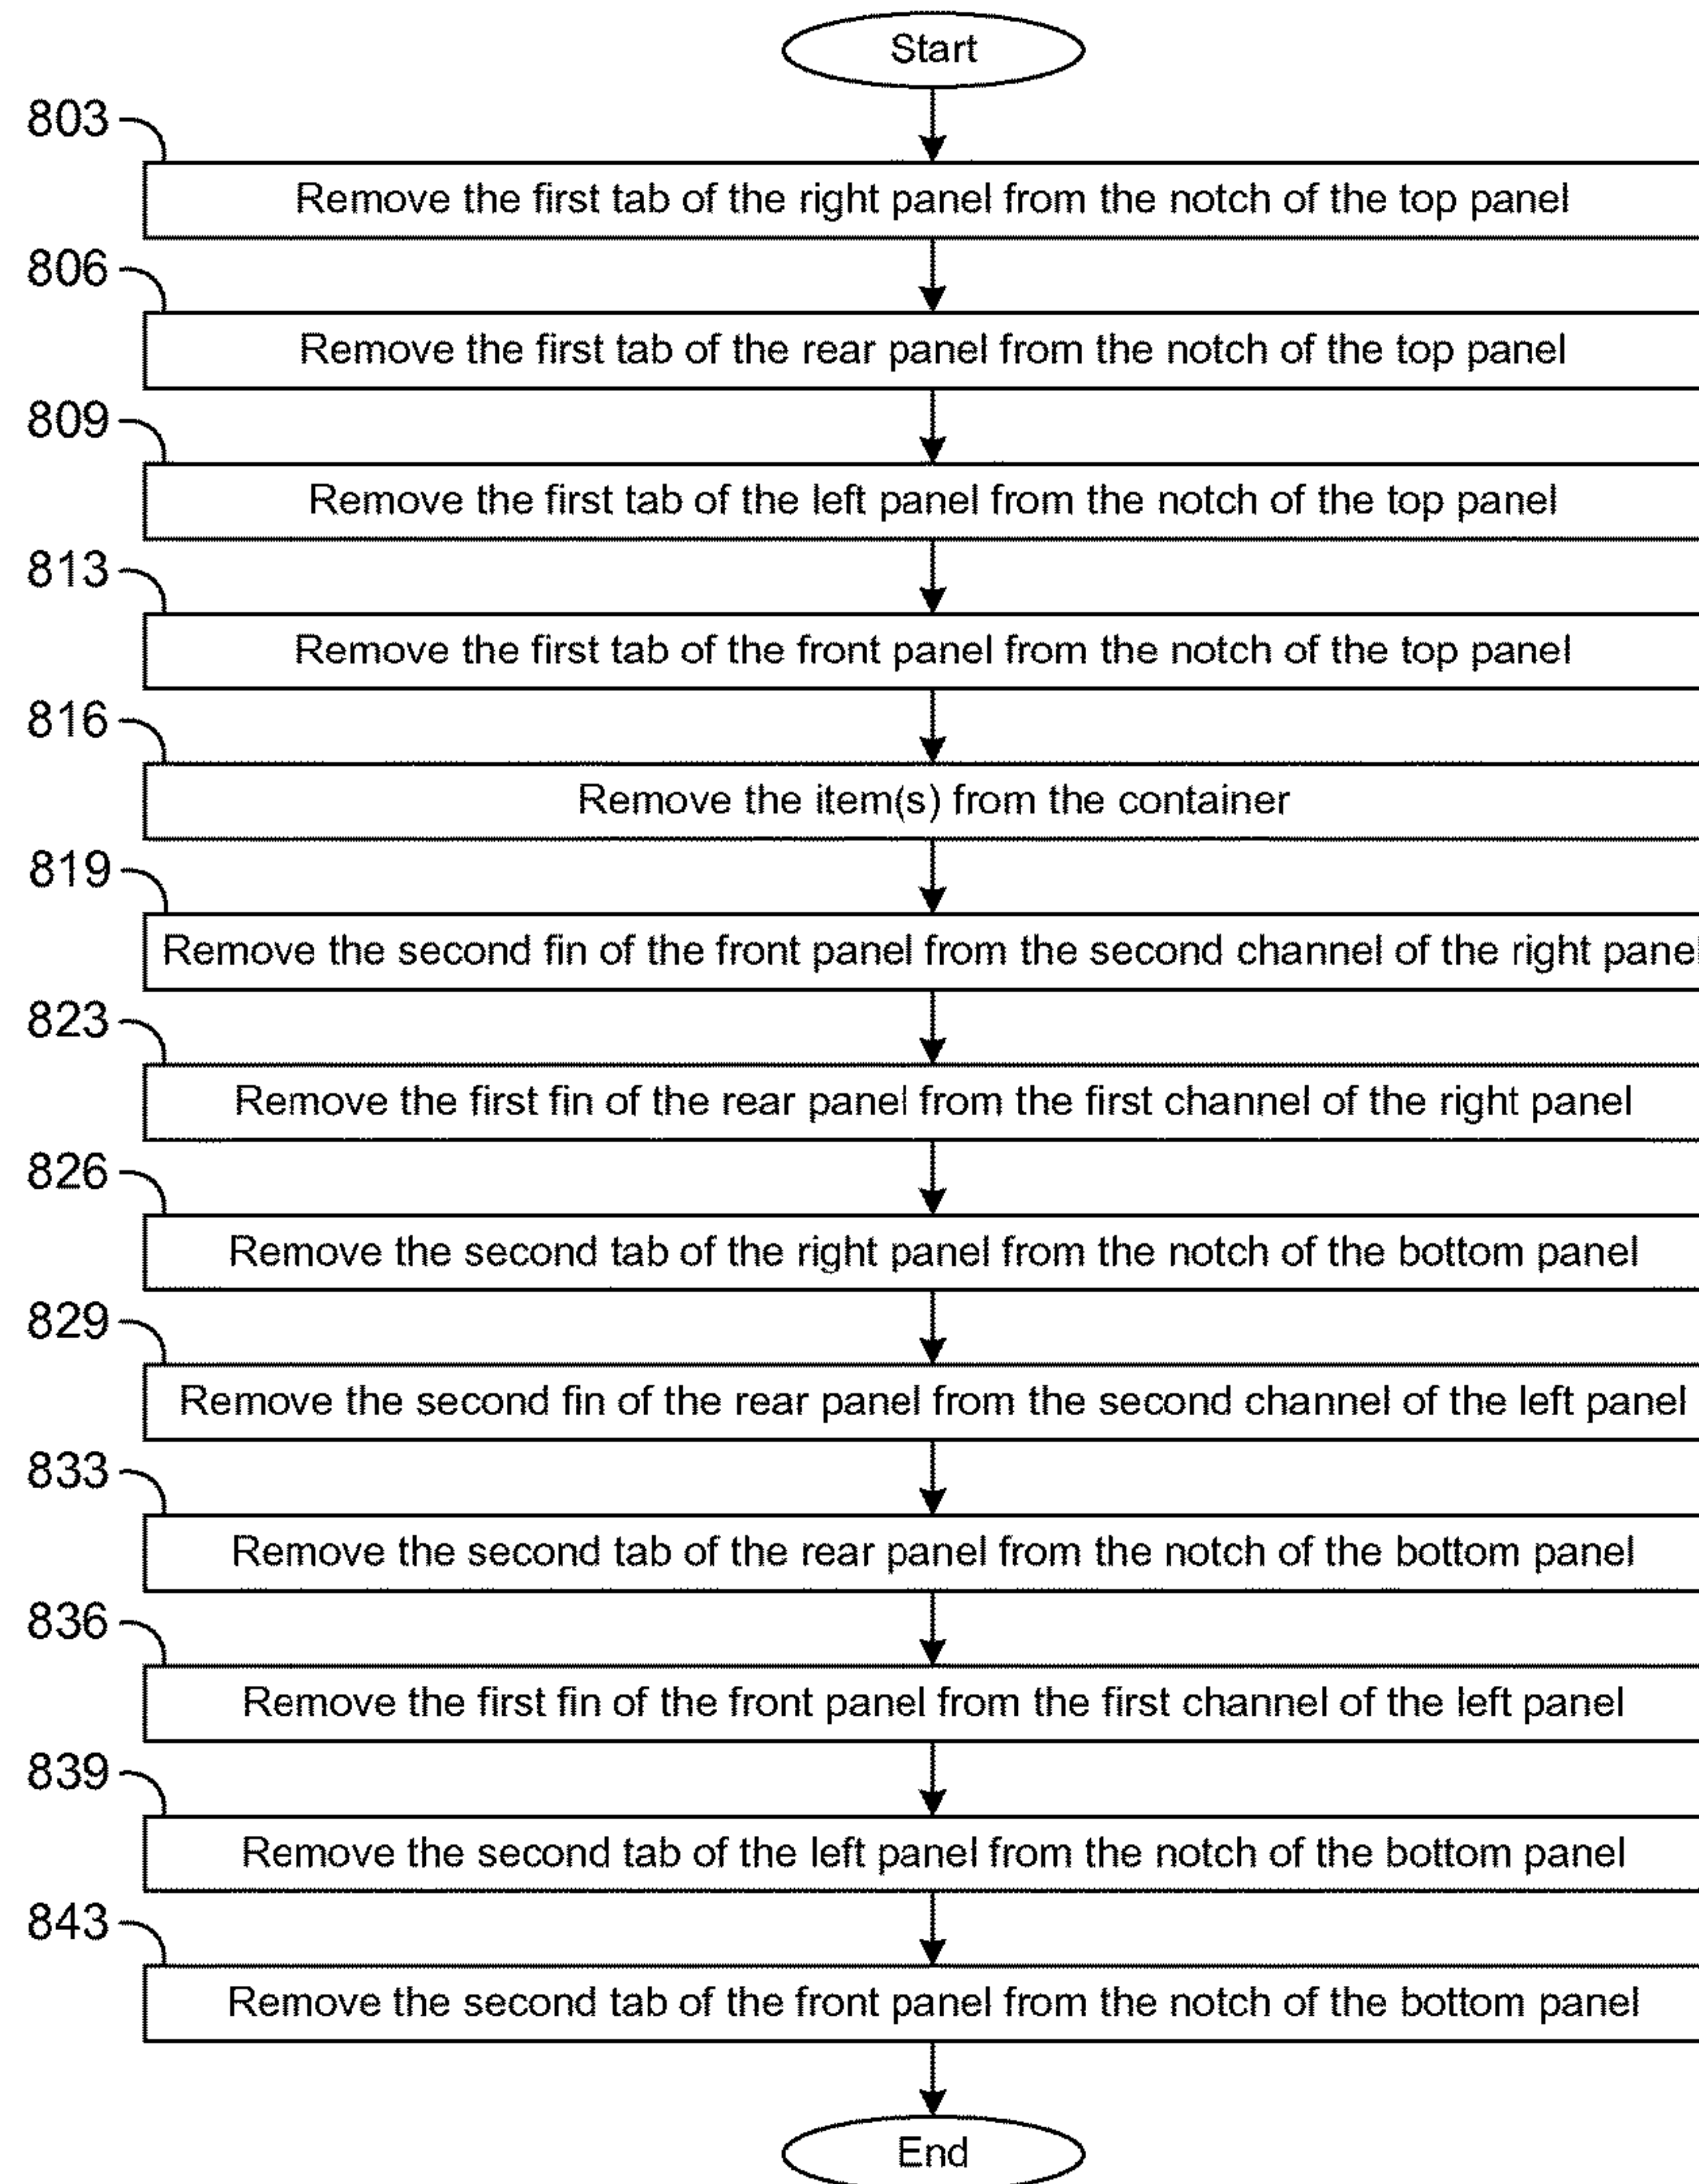 Start
803
Remove the first tab of the right panel from the notch of the top panel
806
Remove the first tab of the rear panel from the notch of the top panel
809
Remove the first tab of the left panel from the notch of the top panel
813
Remove the first tab of the front panel from the notch of the top panel
816
Remove the item(s) from the container
819
Remove the second fin of the front panel from the second channel of the right panel
823
Remove the first fin of the rear panel from the first channel of the right panel
826
Remove the second tab of the right panel from the notch of the bottom panel
829
Remove the second fin of the rear panel from the second channel of the left panel
833
Remove the second tab of the rear panel from the notch of the bottom panel
836
Remove the first fin of the front panel from the first channel of the left panel
839
Remove the second tab of the left panel from the notch of the bottom panel
843
Remove the second tab of the front panel from the notch of the bottom panel
End